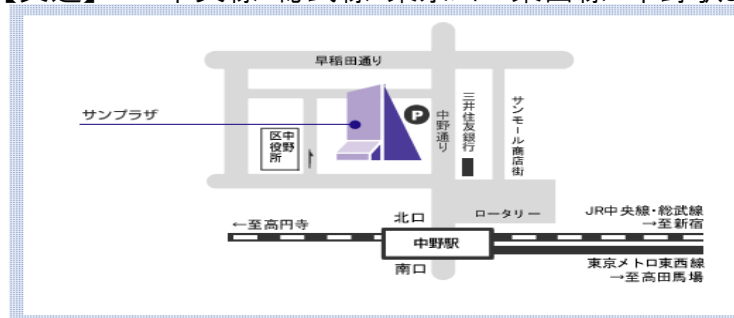 早稲田通り
サンプラザ
P
中野通り
三井住友銀行
サンモール商店街
中野
区役所
北口
ロータリー
JR中央線・総武線
→至新宿
←至高円寺
中野駅
南口
東京メトロ東西線
→至高田馬場